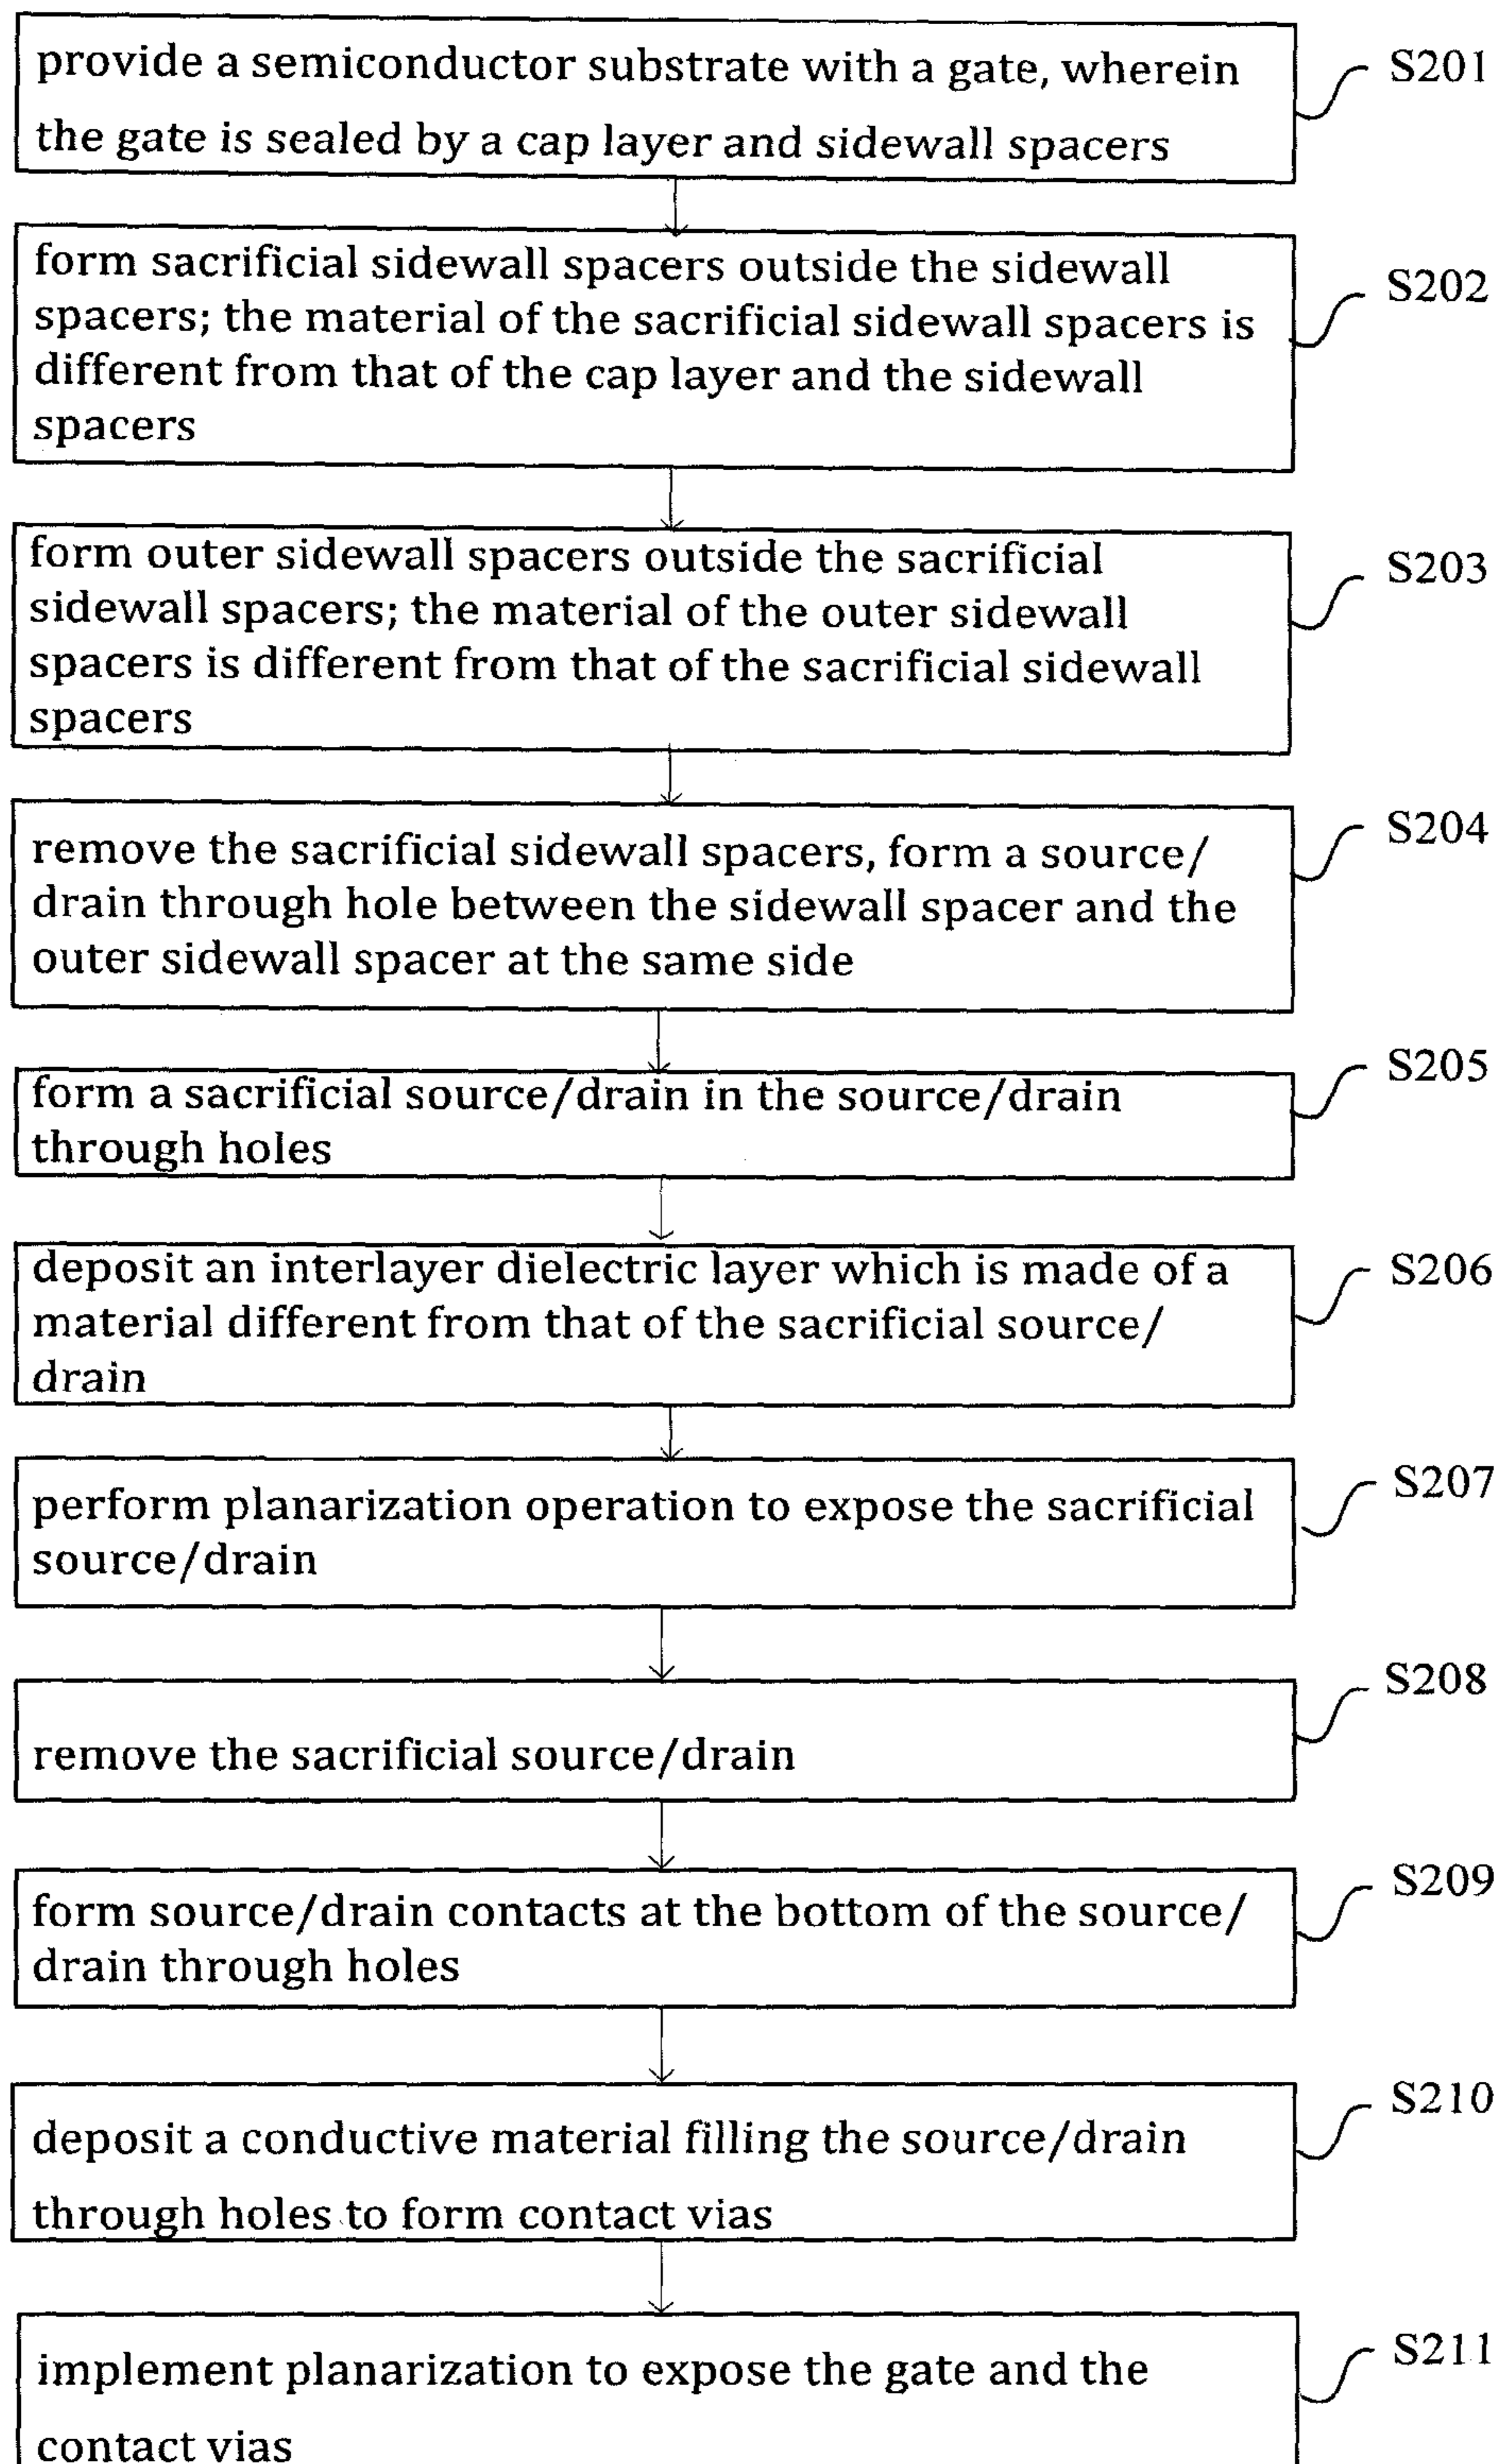 provide a semiconductor substrate with a gate, wherein
the gate is sealed by a cap layer and sidewall spacers
S201
form sacrificial sidewall spacers outside the sidewall
spacers; the material of the sacrificial sidewall spacers is
different from that of the cap layer and the sidewall
spacers
S202
form outer sidewall spacers outside the sacrificial
sidewall spacers; the material of the outer sidewall
spacers is different from that of the sacrificial sidewall
spacers
S203
remove the sacrificial sidewall spacers, form a source/
drain through hole between the sidewall spacer and the
outer sidewall spacer at the same side
S204
form a sacrificial source/drain in the source/drain
through holes
S205
deposit an interlayer dielectric layer which is made of a
material different from that of the sacrificial source/
drain
S206
perform planarization operation to expose the sacrificial
source/drain
S207
remove the sacrificial source/drain
S208
form source/drain contacts at the bottom of the source/
drain through holes
S209
deposit a conductive material filling the source/drain
through holes to form contact vias
S210
implement planarization to expose the gate and the
contact vias
S211